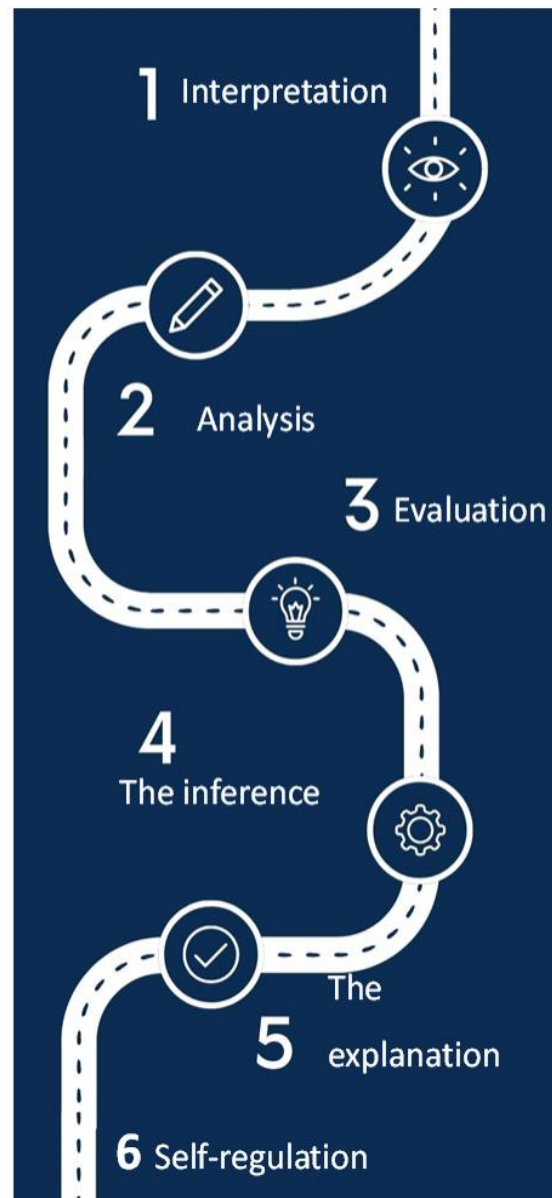 1 Interpretation
2 Analysis
3 Evaluation
4
The inference
The
5 explanation
6 Self-regulation